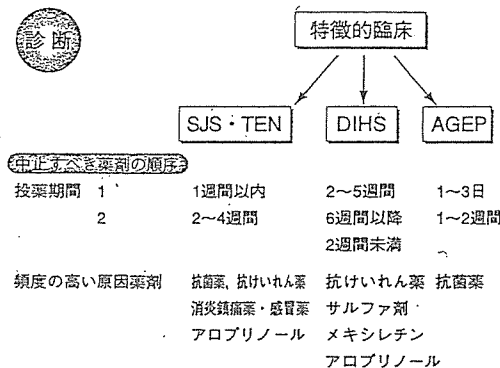 診断
特徴的臨床
SJS・TEN DIHS AGEP
中止すべき薬剤の順序
投薬期間 1 1週間以内 2〜5週間 1〜3日
2 2〜4週間 6週間以降 1〜2週間
2週間未満
頻度の高い原因薬剤 抗菌薬、抗けいれん薬 抗けいれん薬 抗菌薬
消炎鎮痛薬・感冒薬 サルファ剤
アロプリノール メキシレチン
アロプリノール